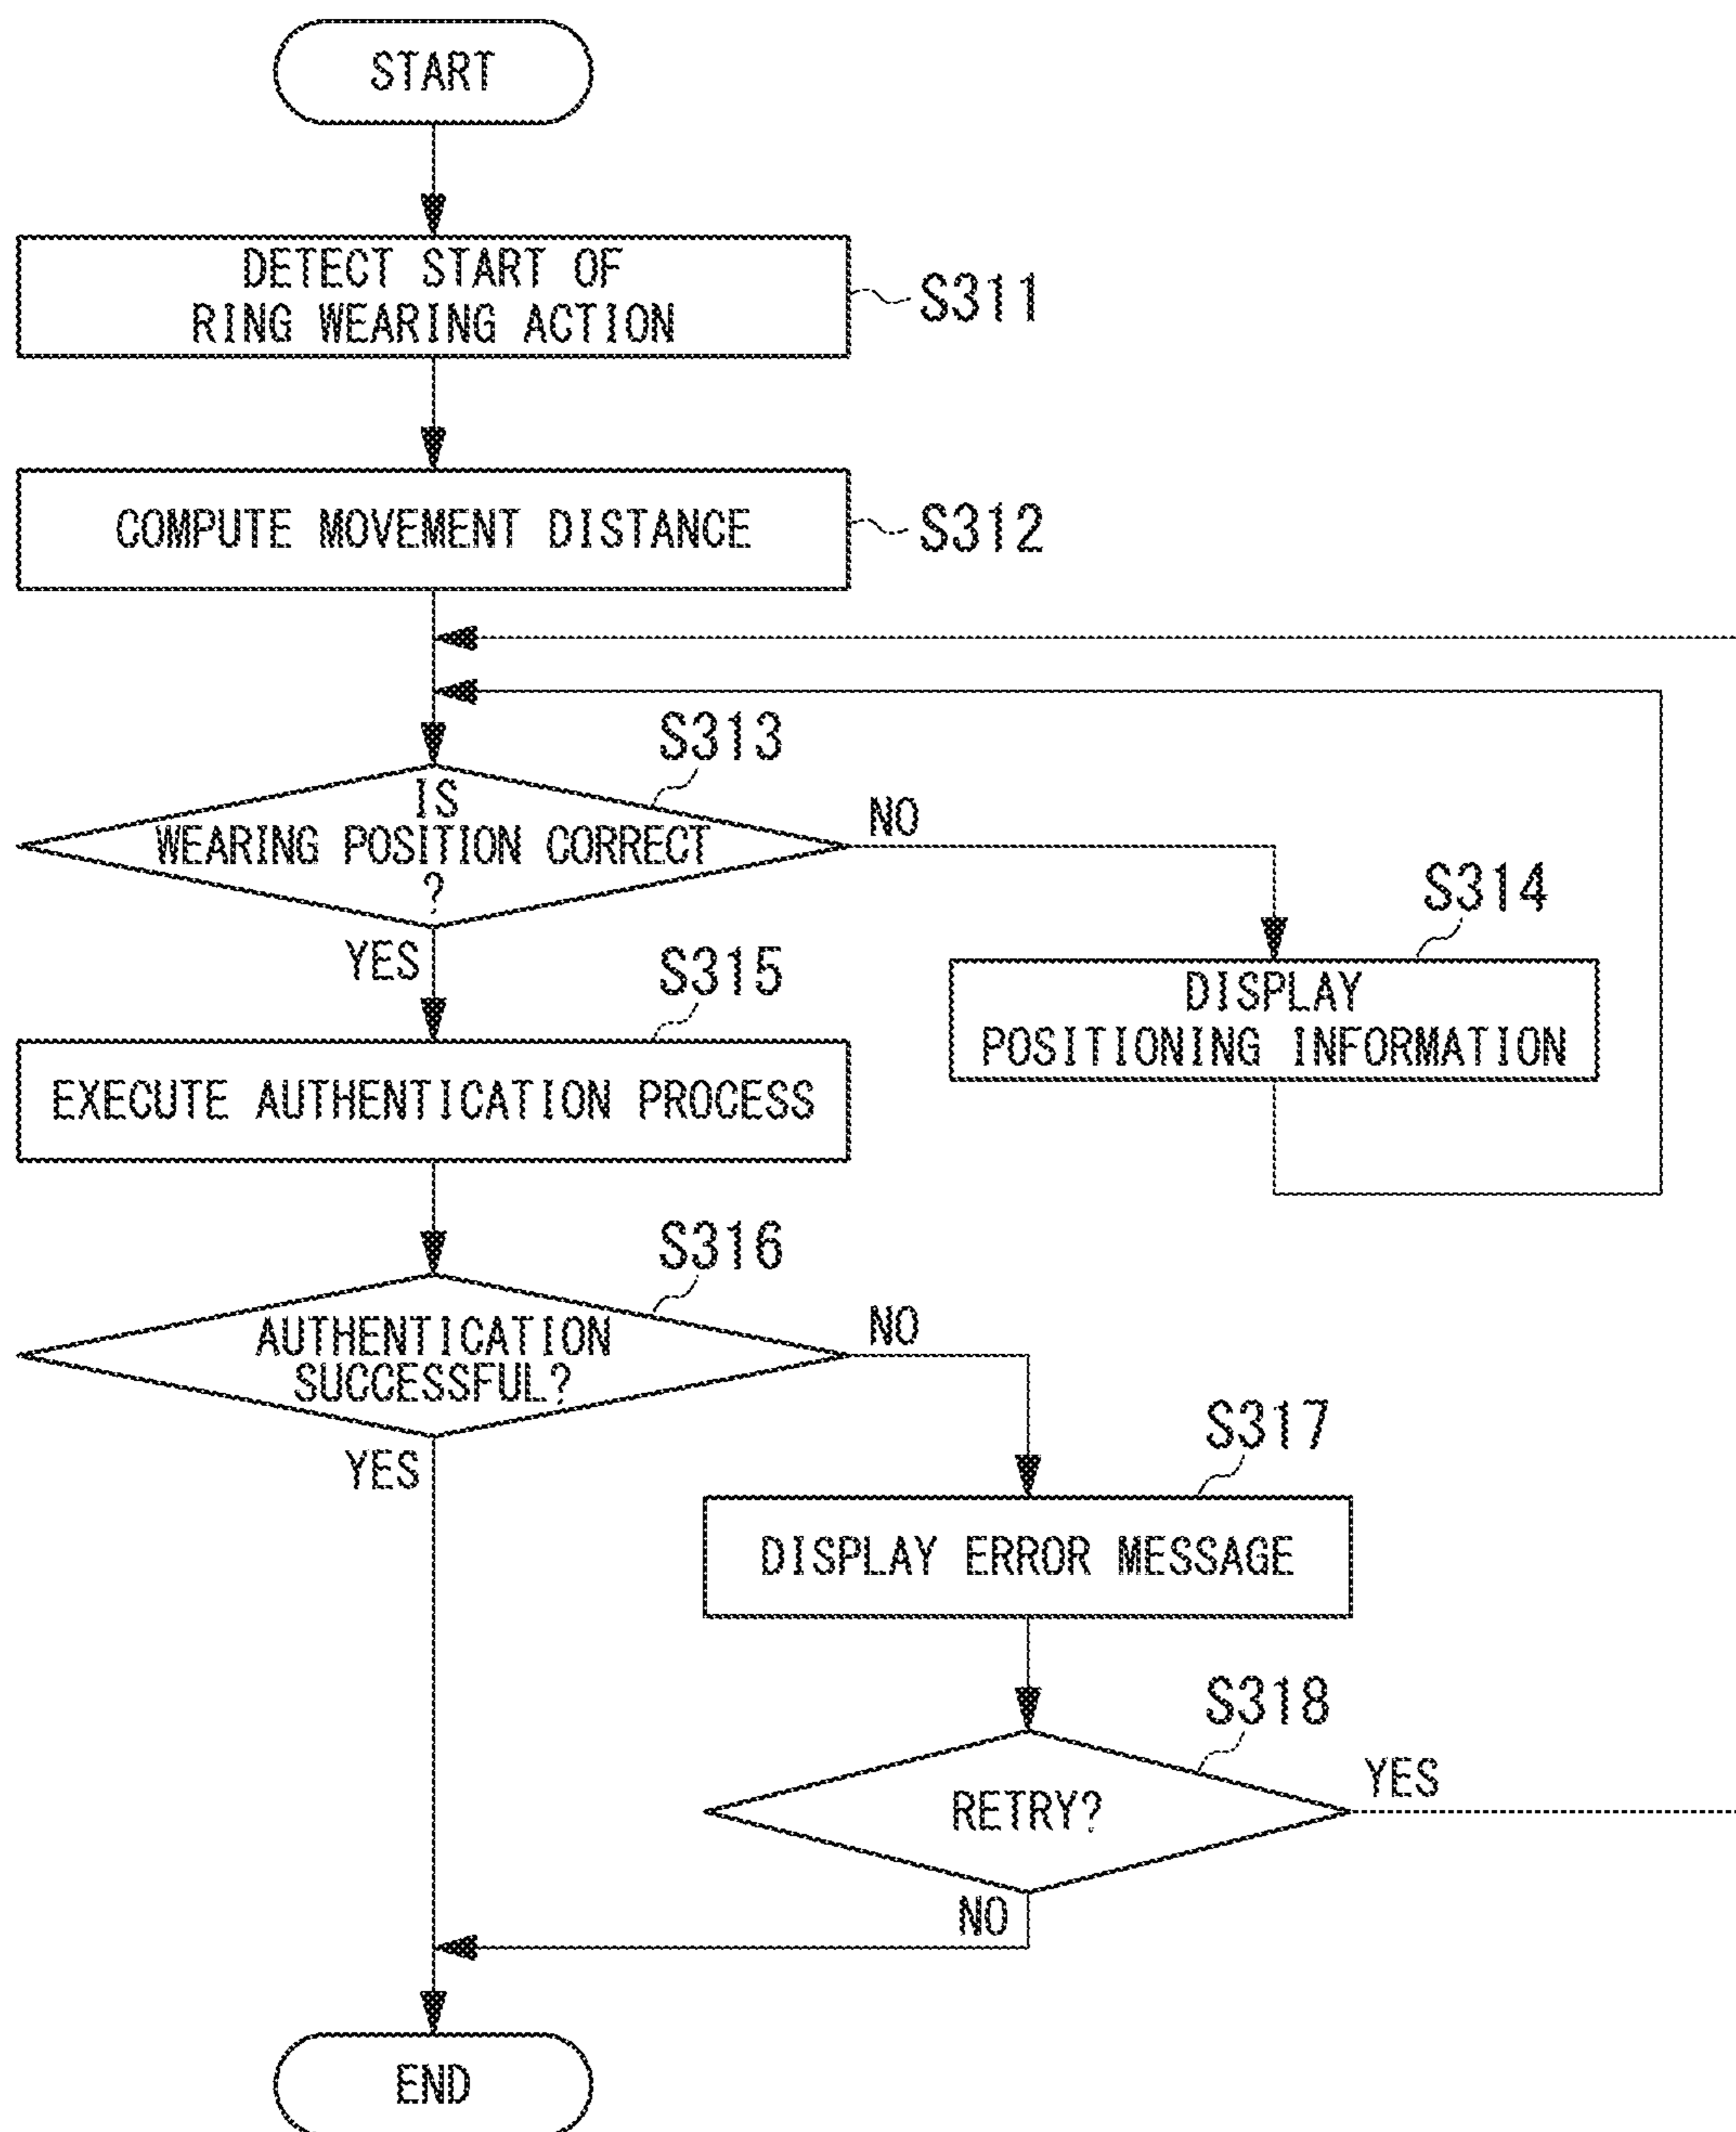 START
DETECT START OF
RING WEARING ACTION
S311
COMPUTE MOVEMENT DISTANCE
S312
S313
IS
WEARING POSITION CORRECT
?
NO
YES
S314
DISPLAY
POSITIONING INFORMATION
S315
EXECUTE AUTHENTICATION PROCESS
S316
AUTHENTICATION
SUCCESSFUL?
NO
YES
S317
DISPLAY ERROR MESSAGE
S318
RETRY?
YES
NO
END